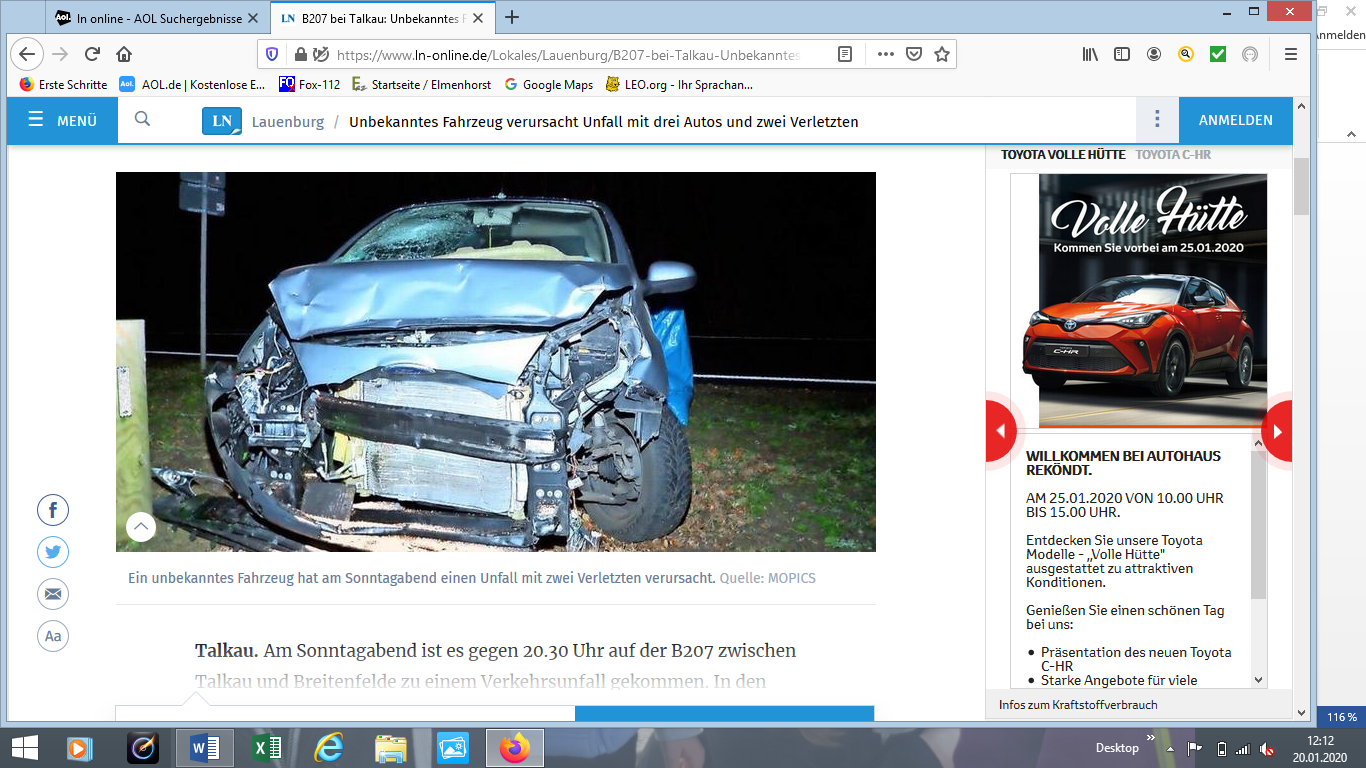 ln online - AOL Suchergebnisse
LN B207 bei Talkau: Unbekanntes F
https://www.ln-online.de/Lokales/Lauenburg/B207-bei-Talkau-Unbekanntes-
Anmelden
Erste Schritte
Aol. AOL.de | Kostenlose E...
Fox-112
Startseite / Elmenhorst
G Google Maps
LEO.org - Ihr Sprachan...
MENÜ
LN
Lauenburg / Unbekanntes Fahrzeug verursacht Unfall mit drei Autos und zwei Verletzten
ANMELDEN
TOYOTA VOLLE HÜTTE TOYOTA C-HR
Volle Hütte
Kommen Sie vorbei am 25.01.2020
C-HR
WILLKOMMEN BEI AUTOHAUS
REKÖNDT.
AM 25.01.2020 VON 10.00 UHR
BIS 15.00 UHR.
Entdecken Sie unsere Toyota
Modelle - „Volle Hütte"
ausgestattet zu attraktiven
Konditionen.
Genießen Sie einen schönen Tag
bei uns:
• Präsentation des neuen Toyota
C-HR
• Starke Angebote für viele
Infos zum Kraftstoffverbrauch
Aa
Ein unbekanntes Fahrzeug hat am Sonntagabend einen Unfall mit zwei Verletzten verursacht. Quelle: MOPICS
Talkau. Am Sonntagabend ist es gegen 20.30 Uhr auf der B207 zwischen
Talkau und Breitenfelde zu einem Verkehrsunfall gekommen. In den
116 %
Desktop
12:12
20.01.2020